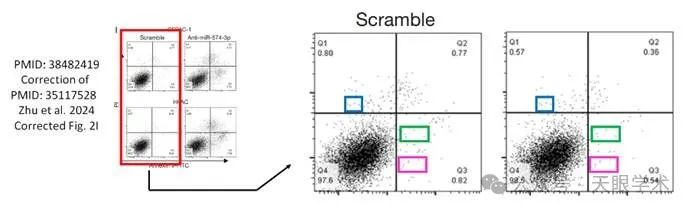 Scramble
PMID: 38482419
Correction of
PMID: 35117528
Zhu et al. 2024
Corrected Fig. 2I
Scramble
Anti-miR-574-3p
Q1
0.80
Q2
0.77
Q4
97.6
Q3
0.82
Q1
0.57
Q2
0.36
Q4
98.5
Q3
0.54
天眼学术